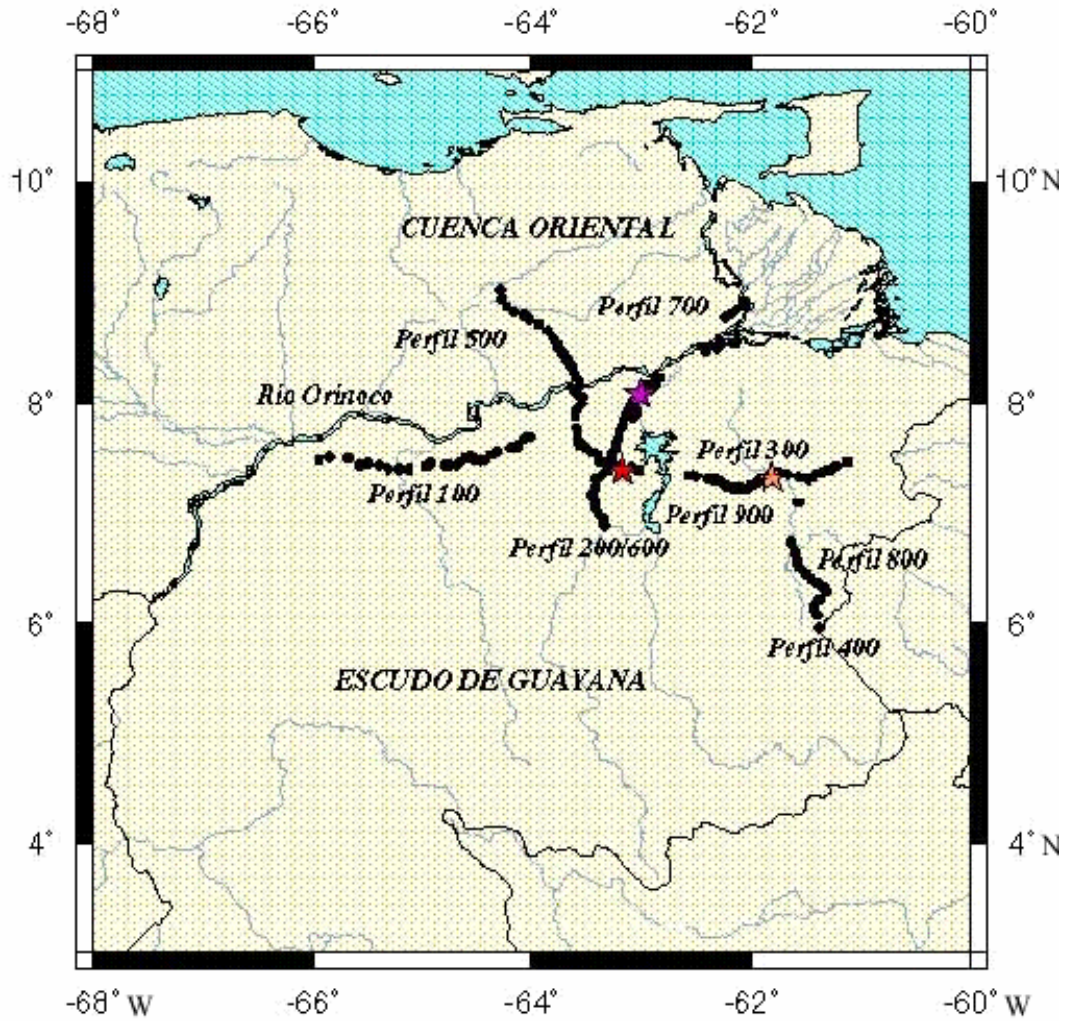 -68° -66° -64° -62° -60°
10° 10°N
CUENCA ORIENTAL
Perfil 700
Perfil 500
8° 8°
Río Orinoco
Perfil 300
Perfil 100
Perfil 900
Perfil 200/600
Perfil 800
6° 6°
Perfil 400
ESCUDO DE GUAYANA
4° 4°N
-68° W -66° -64° -62° -60° W